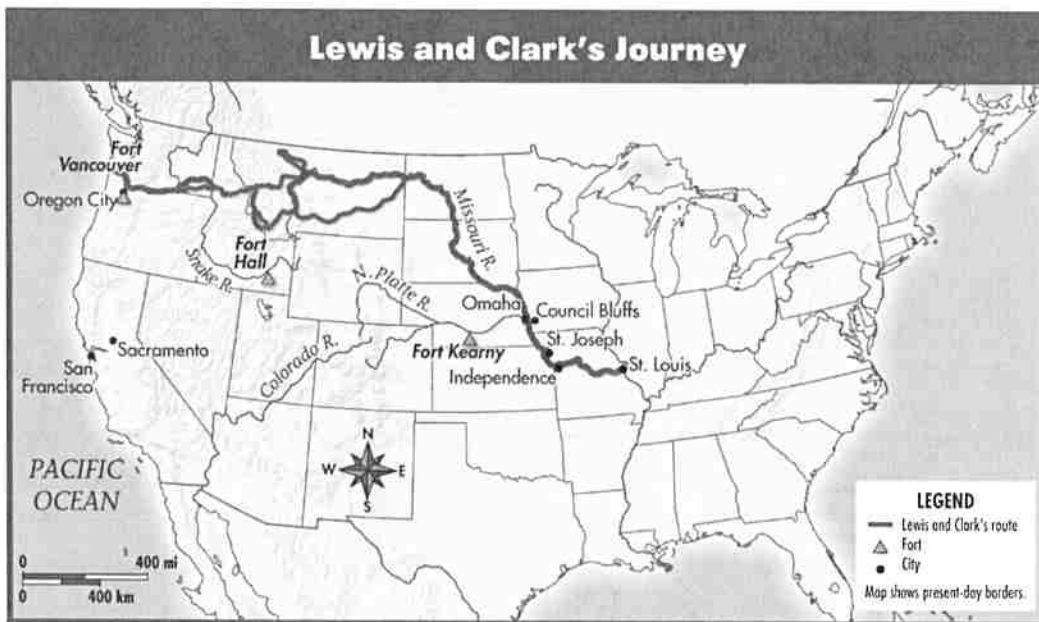 Lewis and Clark's Journey
Fort
Vancouver
Oregon City
Fort
Hall
Snake R.
Missouri R.
N. Platte R.
Omaha
Council Bluffs
St. Joseph
Fort Kearny
St. Louis
Independence
Colorado R.
Sacramento
San
Francisco
N
W
E
S
PACIFIC
OCEAN
0
400 mi
0
400 km
LEGEND
Lewis and Clark's route
Fort
City
Map shows present-day borders.